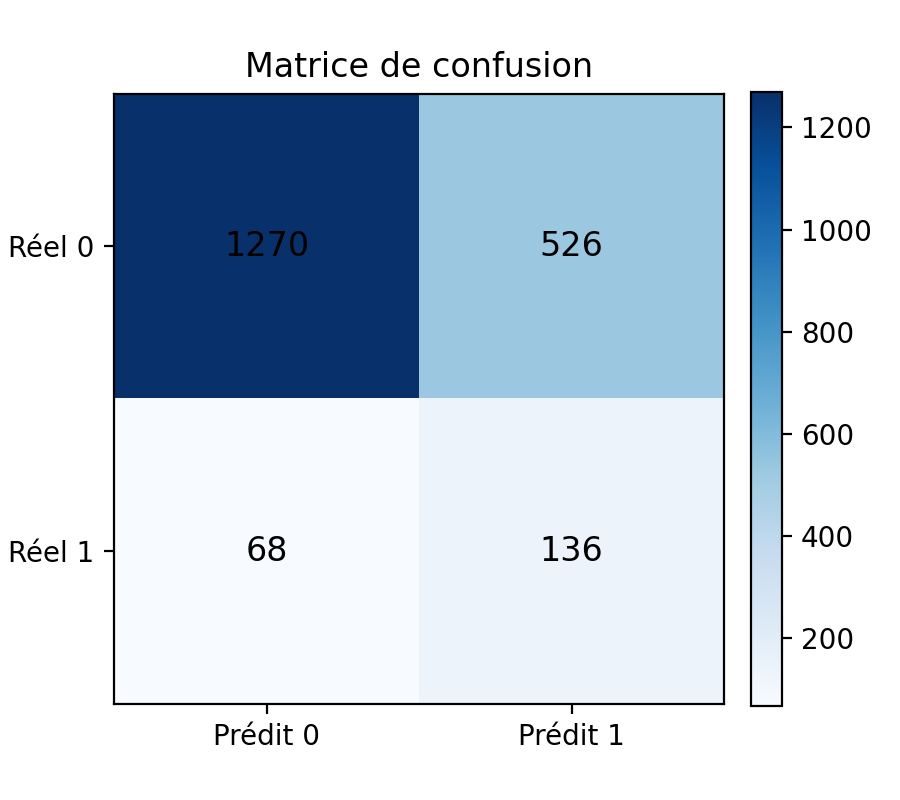 Matrice de confusion
Réel 0
1270
526
Réel 1
68
136
Prédit 0
Prédit 1
1200
1000
800
600
400
200